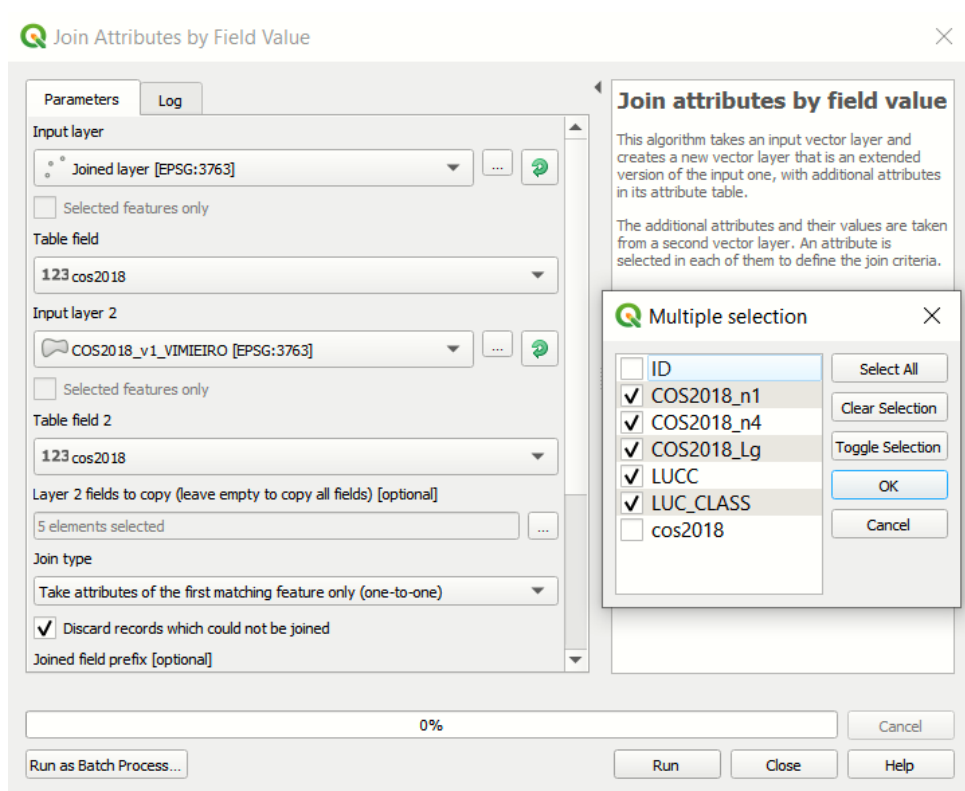 Join Attributes by Field Value
Parameters
Log
Input layer
Joined layer [EPSG:3763]
...
Selected features only
Table field
123 cos2018
Input layer 2
COS2018_v1_VIMIEIRO [EPSG:3763]
...
Selected features only
Table field 2
123 cos2018
Layer 2 fields to copy (leave empty to copy all fields) [optional]
5 elements selected
...
Join type
Take attributes of the first matching feature only (one-to-one)
Discard records which could not be joined
Joined field prefix [optional]
Join attributes by field value
This algorithm takes an input vector layer and
creates a new vector layer that is an extended
version of the input one, with additional attributes
in its attribute table.
The additional attributes and their values are taken
from a second vector layer. An attribute is
selected in each of them to define the join criteria.
Multiple selection
ID
COS2018_n1
COS2018_n4
COS2018_Lg
LUCC
LUC_CLASS
cos2018
Select All
Clear Selection
Toggle Selection
OK
Cancel
0%
Cancel
Run as Batch Process...
Run
Close
Help